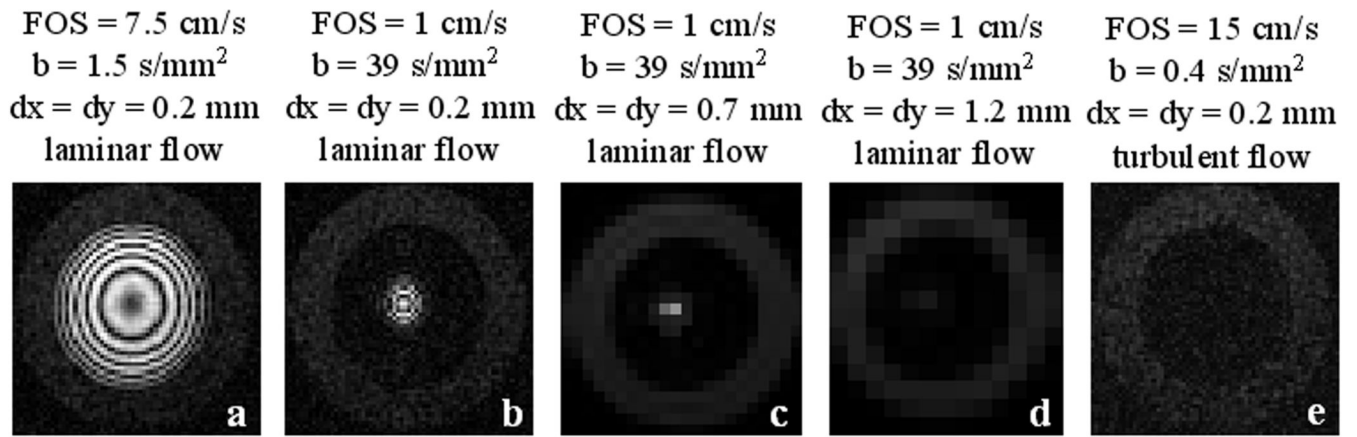 FOS = 7.5 cm/s
b = 1.5 s/mm²
dx = dy = 0.2 mm
laminar flow
FOS = 1 cm/s
b = 39 s/mm²
dx = dy = 0.2 mm
laminar flow
FOS = 1 cm/s
b = 39 s/mm²
dx = dy = 0.7 mm
laminar flow
FOS = 1 cm/s
b = 39 s/mm²
dx = dy = 1.2 mm
laminar flow
FOS = 15 cm/s
b = 0.4 s/mm²
dx = dy = 0.2 mm
turbulent flow
a
b
c
d
e